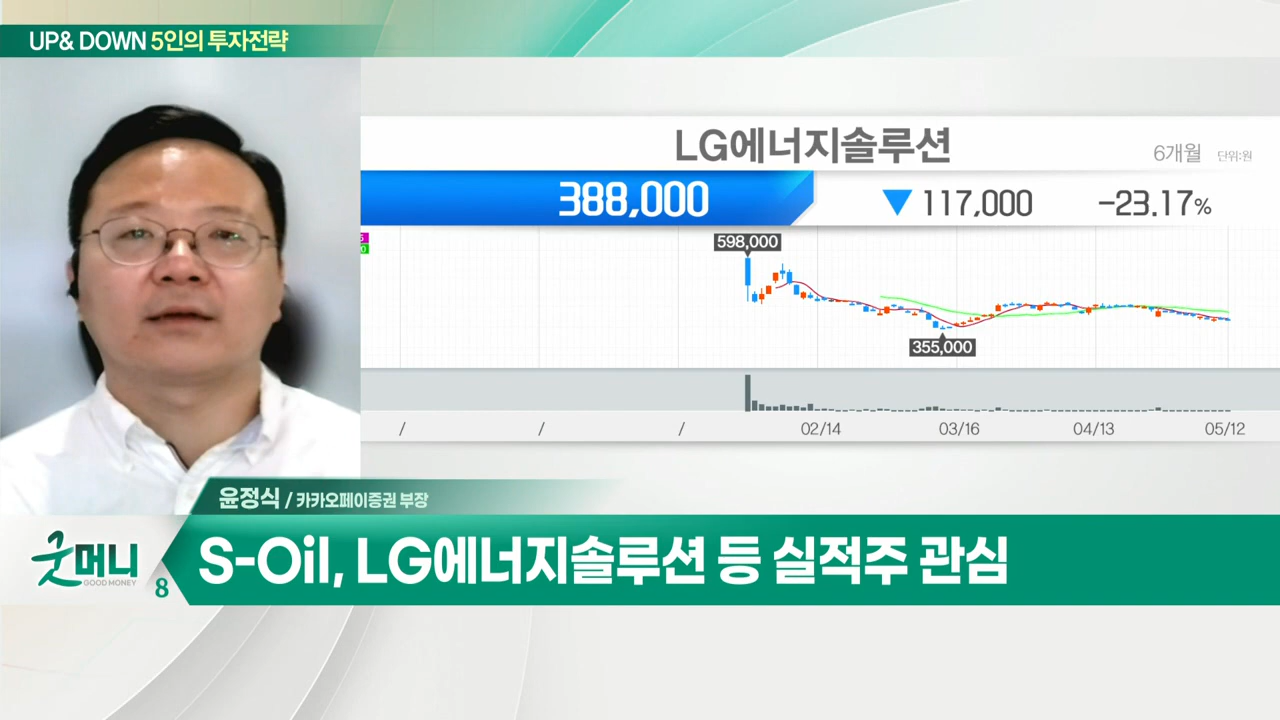 UP& DOWN 5인의 투자전략
LG에너지솔루션
6개월 단위:원
388,000 ▼ 117,000 -23.17%
598,000
355,000
/ / / 02/14 03/16 04/13 05/12
윤정식 / 카카오페이증권 부장
굿머니
GOOD MONEY
8
S-Oil, LG에너지솔루션 등 실적주 관심